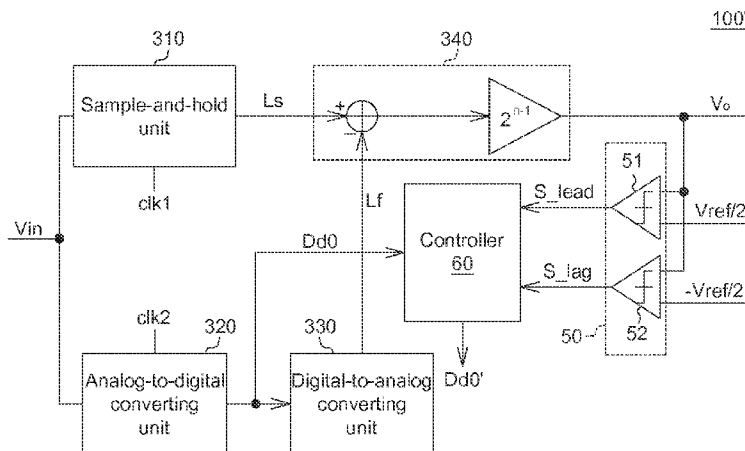 100'
310
340
Sample-and-hold
unit
Ls
+
-
2ⁿ⁻¹
Vo
clk1
Lf
51
S_lead
Vref/2
Vin
Dd0
Controller
60
S_lag
-Vref/2
clk2
320
330
50
52
Analog-to-digital
converting
unit
Digital-to-analog
converting
unit
Dd0'